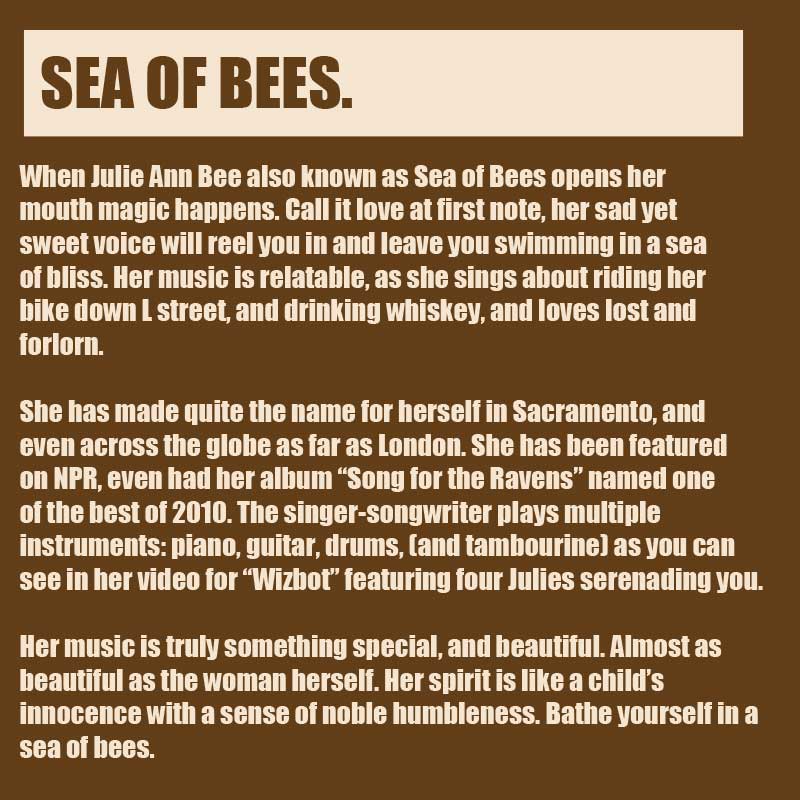 SEA OF BEES.
When Julie Ann Bee also known as Sea of Bees opens her
mouth magic happens. Call it love at first note, her sad yet
sweet voice will reel you in and leave you swimming in a sea
of bliss. Her music is relatable, as she sings about riding her
bike down L street, and drinking whiskey, and loves lost and
forlorn.
She has made quite the name for herself in Sacramento, and
even across the globe as far as London. She has been featured
on NPR, even had her album “Song for the Ravens” named one
of the best of 2010. The singer-songwriter plays multiple
instruments: piano, guitar, drums, (and tambourine) as you can
see in her video for “Wizbot” featuring four Julies serenading you.
Her music is truly something special, and beautiful. Almost as
beautiful as the woman herself. Her spirit is like a child’s
innocence with a sense of noble humbleness. Bathe yourself in a
sea of bees.